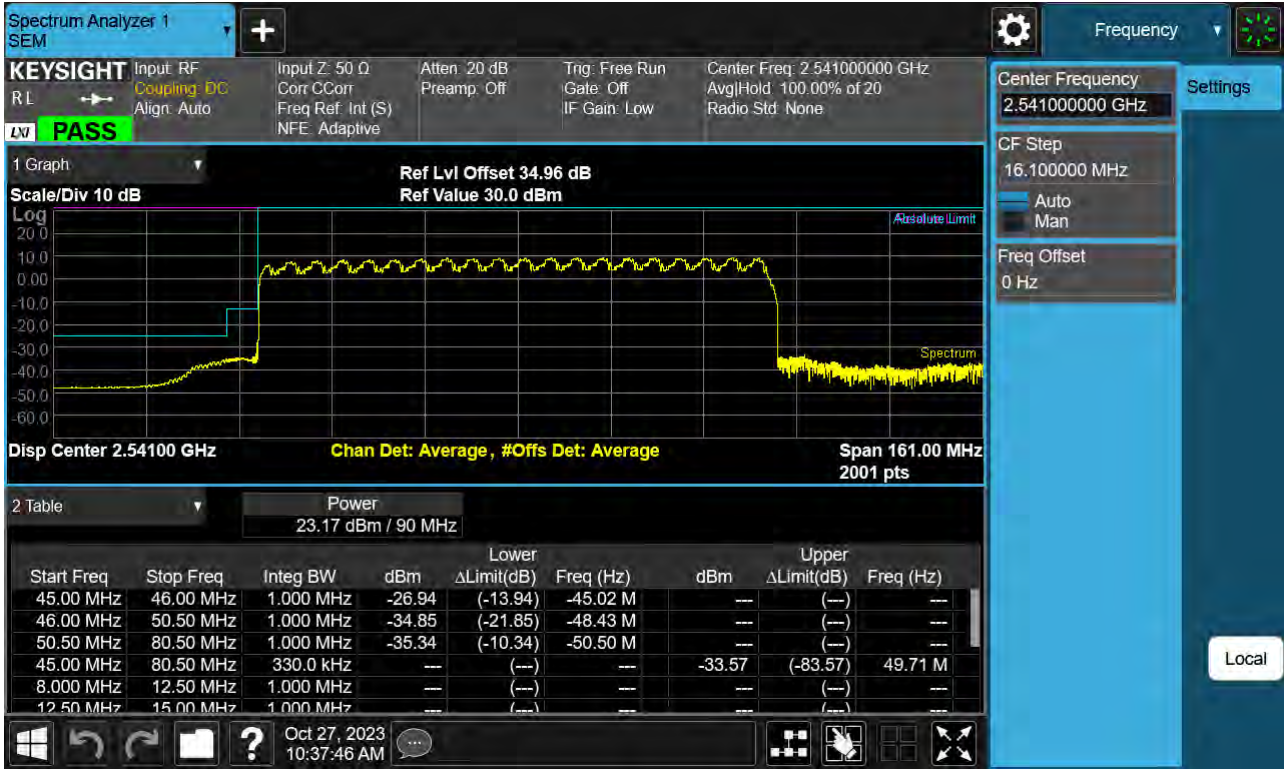 Spectrum Analyzer 1
SEM
Frequency
KEYSIGHT
RL
LXI PASS
Input: RF
Coupling: DC
Align: Auto
Input Z: 50 Ω
Corr CCorr
Freq Ref: Int (S)
NFE: Adaptive
Atten: 20 dB
Preamp: Off
Trig: Free Run
Gate: Off
IF Gain: Low
Center Freq: 2.541000000 GHz
Avg|Hold: 100.00% of 20
Radio Std: None
Center Frequency
2.541000000 GHz
Settings
CF Step
16.100000 MHz
Auto
Man
Freq Offset
0 Hz
Local
1 Graph
Scale/Div 10 dB
Ref Lvl Offset 34.96 dB
Ref Value 30.0 dBm
Log
20.0
10.0
0.00
-10.0
-20.0
-30.0
-40.0
-50.0
-60.0
Absolute Limit
Spectrum
Disp Center 2.54100 GHz
Chan Det: Average, #Offs Det: Average
Span 161.00 MHz
2001 pts
2 Table
Power
23.17 dBm / 90 MHz
Lower Upper
Start Freq Stop Freq Integ BW dBm ΔLimit(dB) Freq (Hz) dBm ΔLimit(dB) Freq (Hz)
45.00 MHz 46.00 MHz 1.000 MHz -26.94 (-13.94) -45.02 M --- (---) ---
46.00 MHz 50.50 MHz 1.000 MHz -34.85 (-21.85) -48.43 M --- (---) ---
50.50 MHz 80.50 MHz 1.000 MHz -35.34 (-10.34) -50.50 M --- (---) ---
45.00 MHz 80.50 MHz 330.0 kHz --- (---) --- -33.57 (-83.57) 49.71 M
8.000 MHz 12.50 MHz 1.000 MHz --- (---) --- --- (---) ---
12.50 MHz 15.00 MHz 1.000 MHz --- (---) --- --- (---) ---
Oct 27, 2023
10:37:46 AM